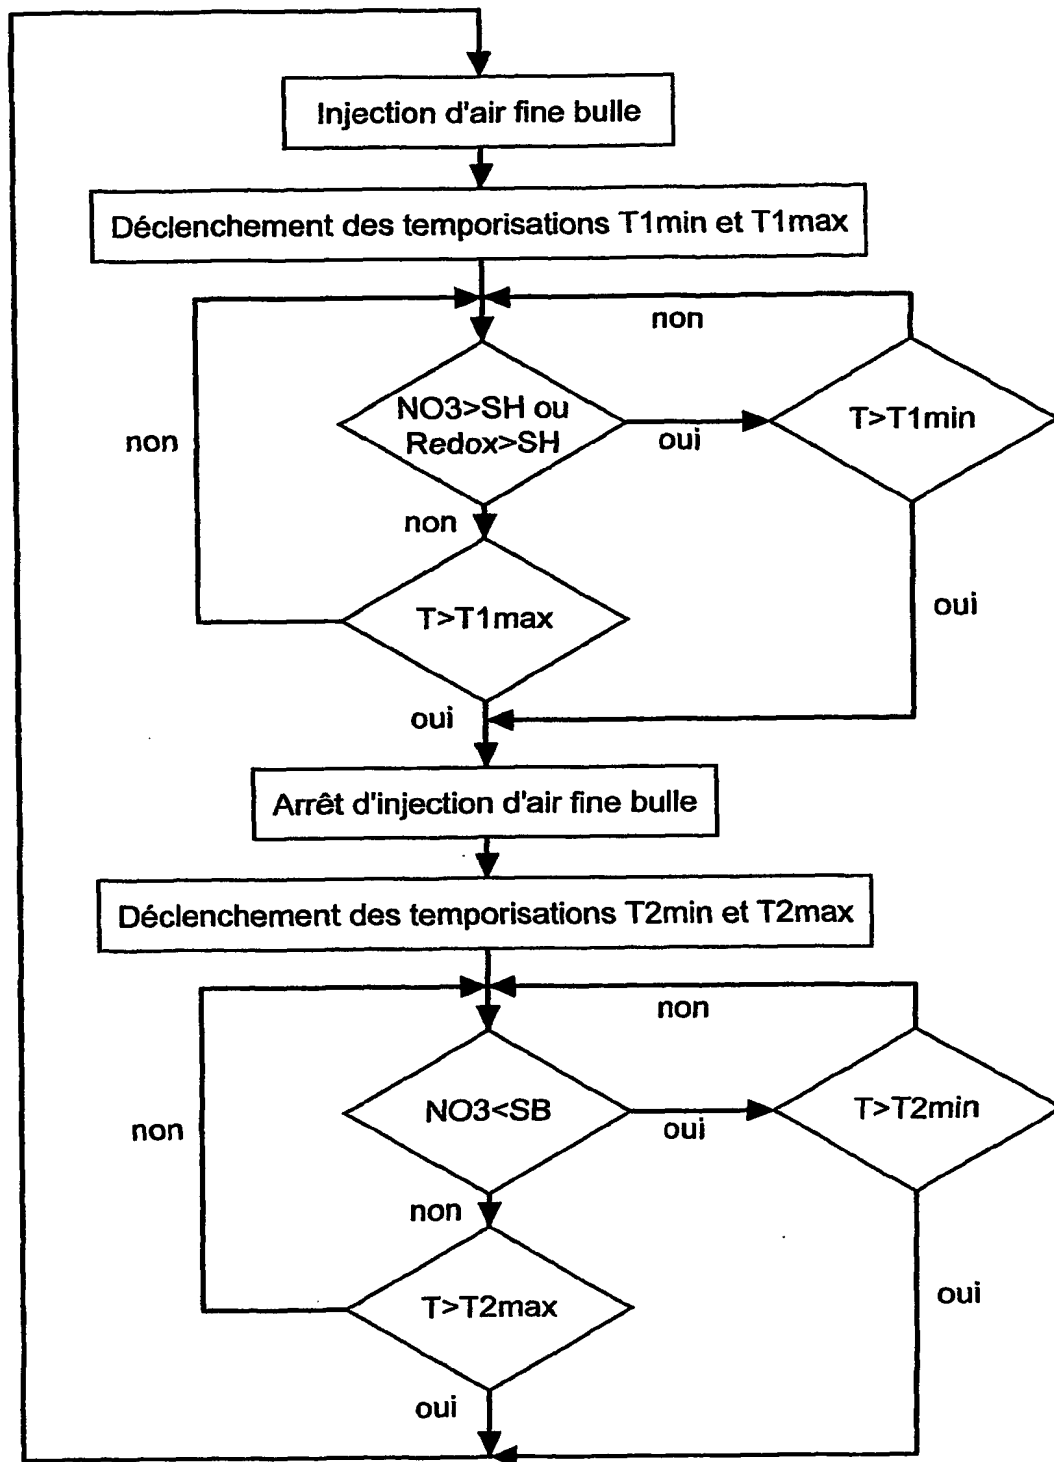 Injection d'air fine bulle
Déclenchement des temporisations T1min et T1max
non
NO3>SH ou
Redox>SH
oui
T>T1min
non
non
T>T1max
oui
oui
Arrêt d'injection d'air fine bulle
Déclenchement des temporisations T2min et T2max
non
NO3<SB
oui
T>T2min
non
non
T>T2max
oui
oui